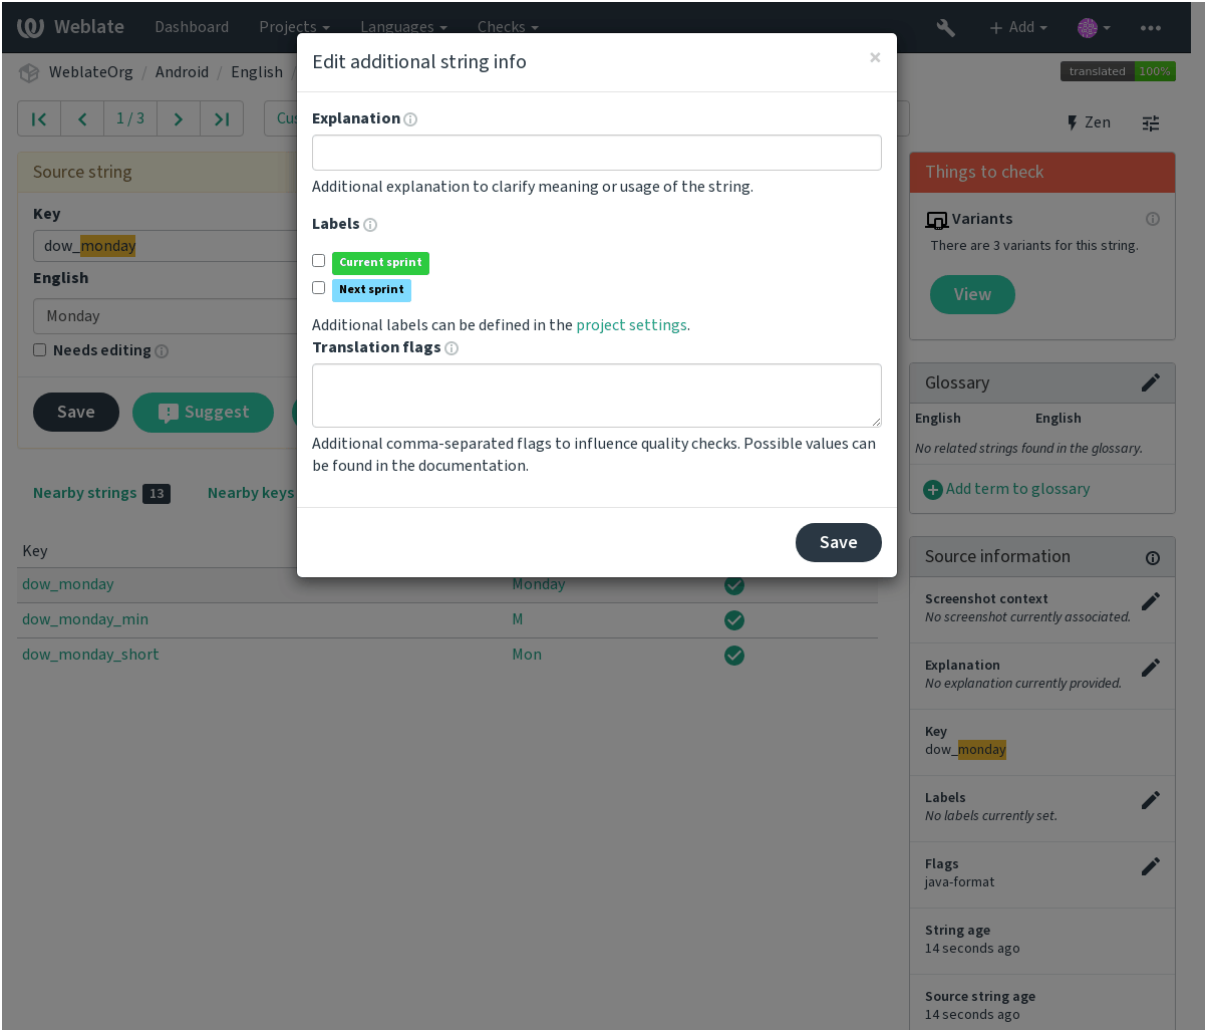 Weblate Dashboard Projects Languages Checks + Add
WeblateOrg / Android / English /
translated 100%
1 / 3
Zen
Edit additional string info
×
Explanation
Additional explanation to clarify meaning or usage of the string.
Labels
Current sprint
Next sprint
Additional labels can be defined in the project settings.
Translation flags
Additional comma-separated flags to influence quality checks. Possible values can
be found in the documentation.
Save
Source string
Key
dow_monday
English
Monday
Needs editing
Save Suggest
Nearby strings 13 Nearby keys
Key
dow_monday Monday
dow_monday_min M
dow_monday_short Mon
Things to check
Variants
There are 3 variants for this string.
View
Glossary
English English
No related strings found in the glossary.
Add term to glossary
Source information
Screenshot context
No screenshot currently associated.
Explanation
No explanation currently provided.
Key
dow_monday
Labels
No labels currently set.
Flags
java-format
String age
14 seconds ago
Source string age
14 seconds ago